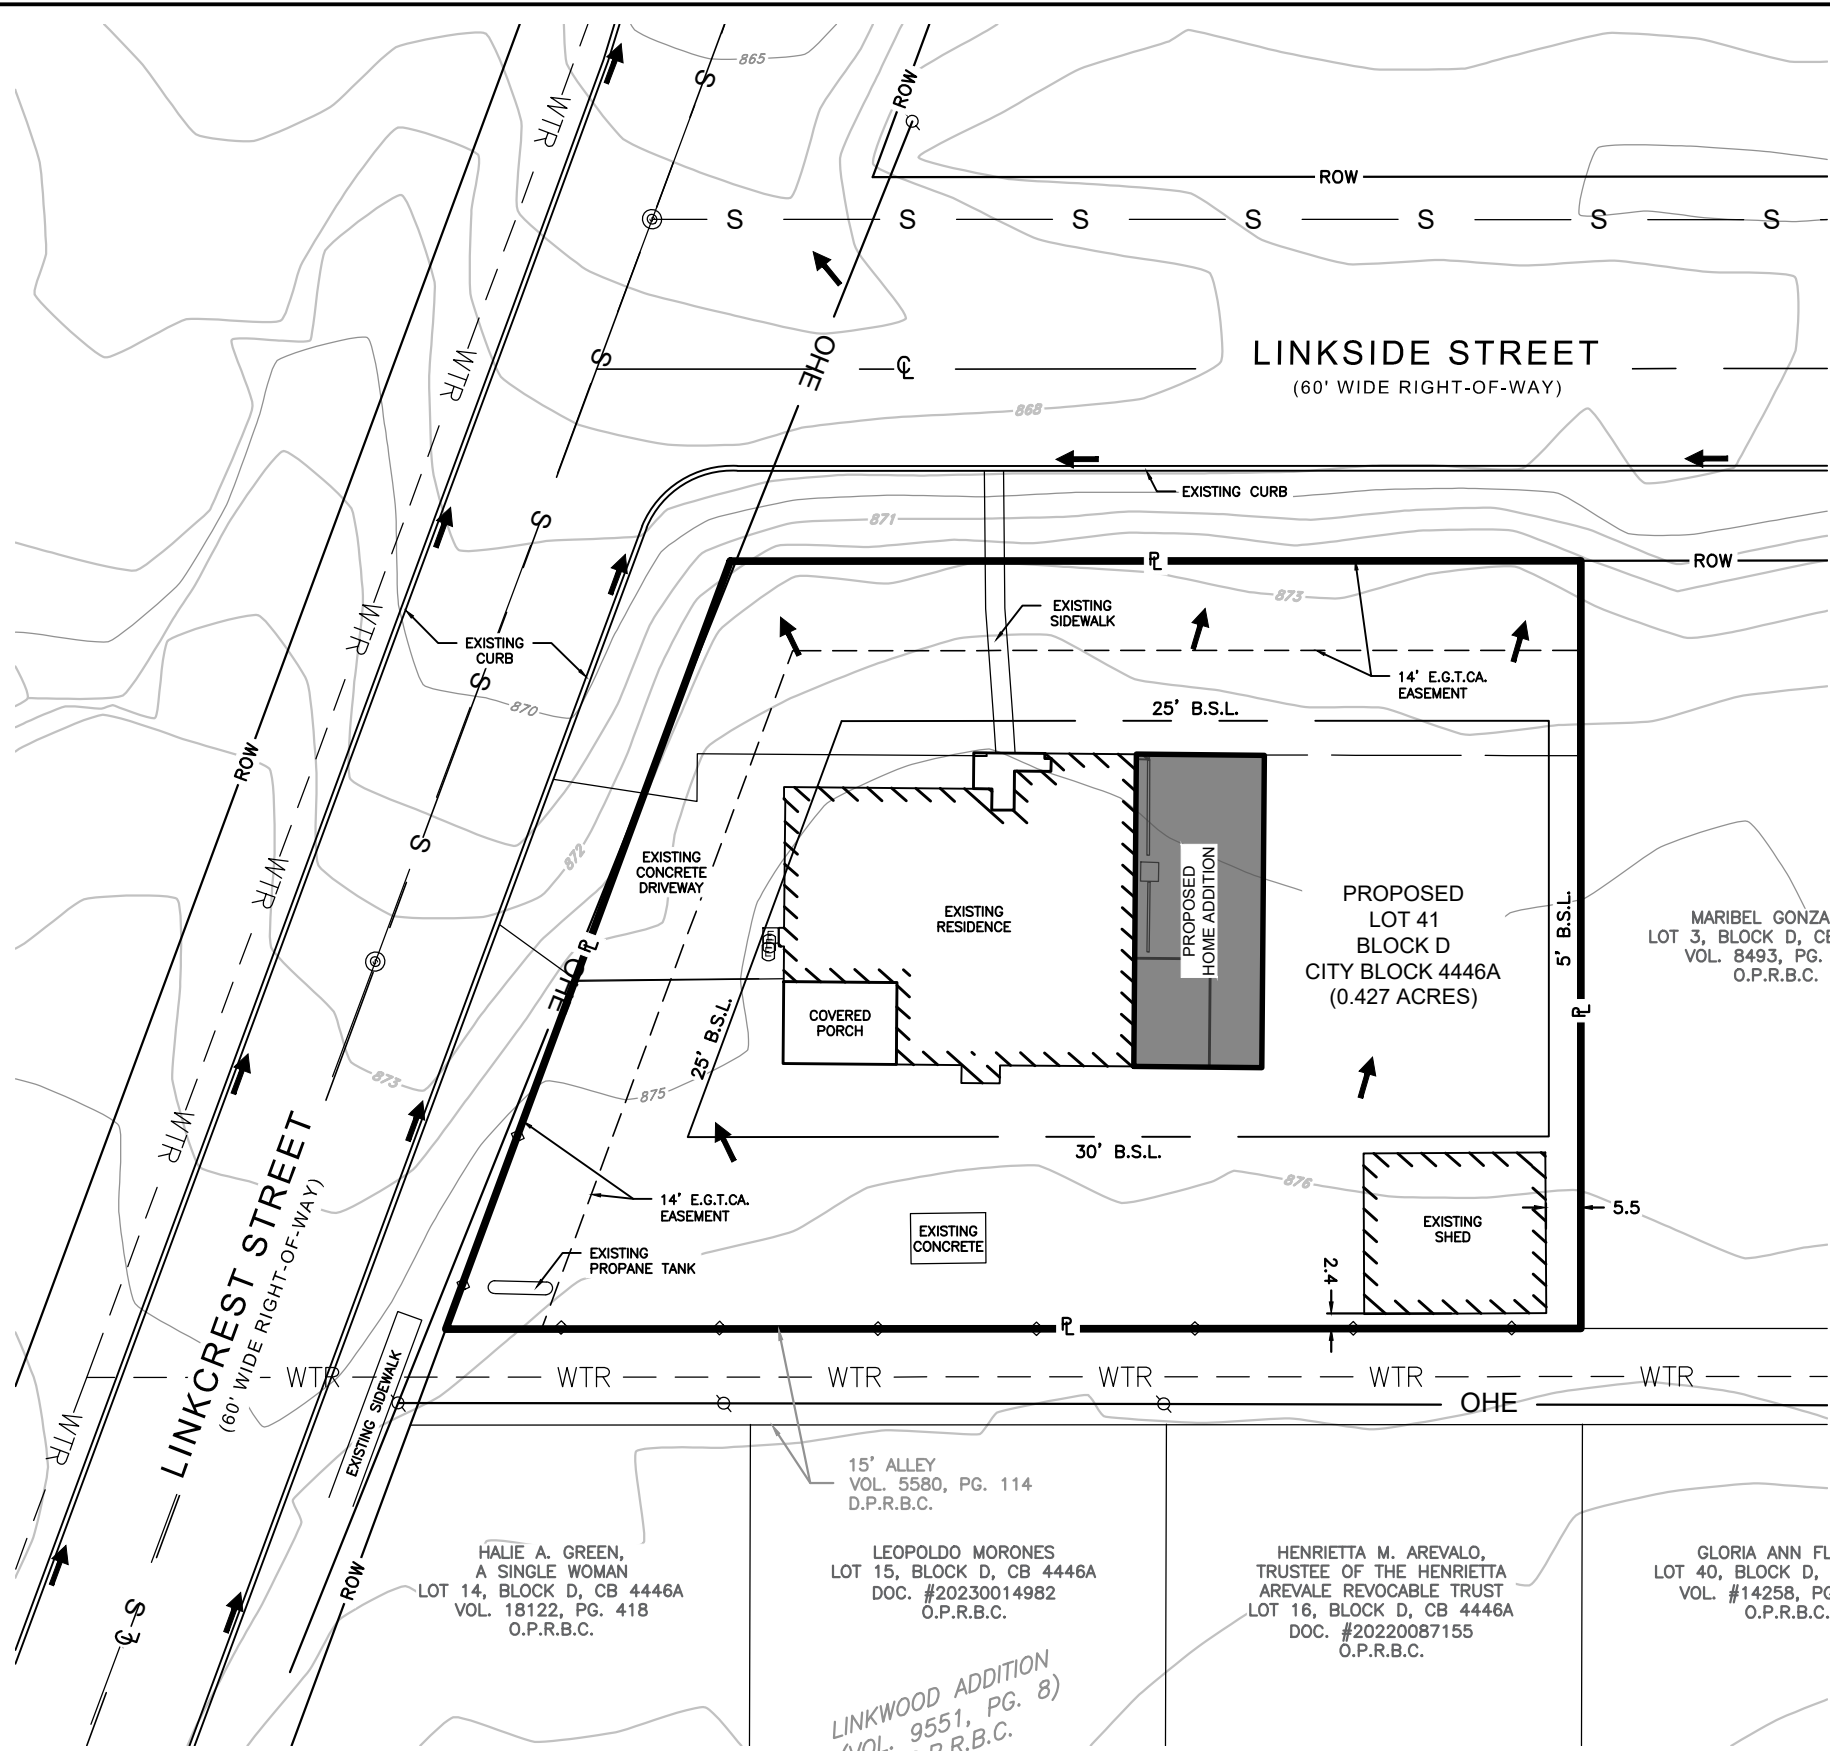 865
ROW
WTR
S
ROW
S S S S S S S
OHE
LINKSIDE STREET
(60' WIDE RIGHT-OF-WAY)
S
WTR
868
EXISTING CURB
871
S
ROW
873
EXISTING
SIDEWALK
WTR
EXISTING
CURB
S
870
14' E.G.T.CA.
EASEMENT
25' B.S.L.
ROW
S
872
EXISTING
CONCRETE
DRIVEWAY
WTR
EXISTING
RESIDENCE
PROPOSED
HOME ADDITION
PROPOSED
LOT 41
BLOCK D
CITY BLOCK 4446A
(0.427 ACRES)
5' B.S.L.
MARIBEL GONZA
LOT 3, BLOCK D, CB
VOL. 8493, PG.
O.P.R.B.C.
OHE
COVERED
PORCH
25' B.S.L.
873
875
WTR
30' B.S.L.
876
14' E.G.T.CA.
EASEMENT
EXISTING
PROPANE TANK
EXISTING
CONCRETE
EXISTING
SHED
5.5
2.4
LINKCREST STREET
(60' WIDE RIGHT-OF-WAY)
EXISTING SIDEWALK
WTR WTR WTR WTR WTR WTR
OHE
WTR
15' ALLEY
VOL. 5580, PG. 114
D.P.R.B.C.
ROW
S
HALIE A. GREEN,
A SINGLE WOMAN
LOT 14, BLOCK D, CB 4446A
VOL. 18122, PG. 418
O.P.R.B.C.
LEOPOLDO MORONES
LOT 15, BLOCK D, CB 4446A
DOC. #20230014982
O.P.R.B.C.
HENRIETTA M. AREVALO,
TRUSTEE OF THE HENRIETTA
AREVALE REVOCABLE TRUST
LOT 16, BLOCK D, CB 4446A
DOC. #20220087155
O.P.R.B.C.
GLORIA ANN FL
LOT 40, BLOCK D,
VOL. #14258, PG
O.P.R.B.C.
LINKWOOD ADDITION
(VOL. 9551, PG. 8)
P.R.B.C.